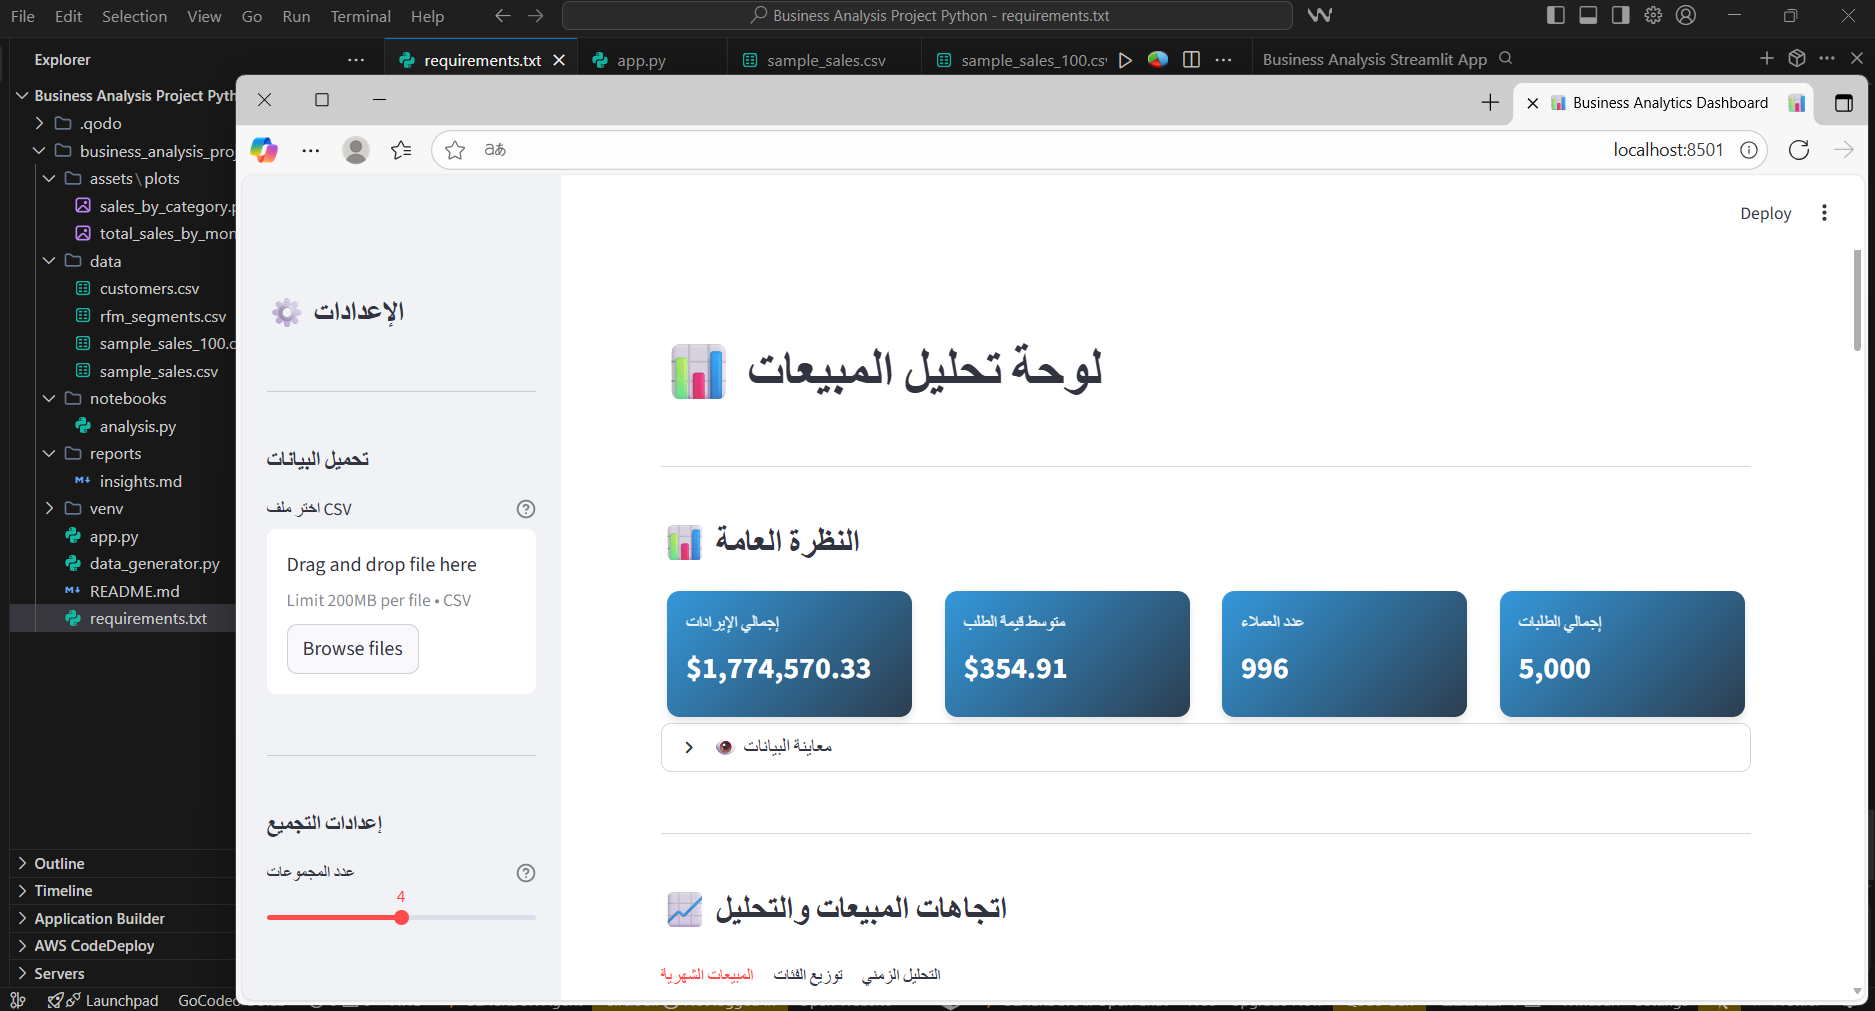 File Edit Selection View Go Run Terminal Help
Business Analysis Project Python - requirements.txt
Explorer
requirements.txt
app.py
sample_sales.csv
sample_sales_100.csv
Business Analysis Streamlit App
Business Analysis Project Pyth
.qodo
business_analysis_proj
assets\plots
sales_by_category.p
total_sales_by_mon
data
customers.csv
rfm_segments.csv
sample_sales_100.c
sample_sales.csv
notebooks
analysis.py
reports
insights.md
venv
app.py
data_generator.py
README.md
requirements.txt
Outline
Timeline
Application Builder
AWS CodeDeploy
Servers
Launchpad
Business Analytics Dashboard
localhost:8501
Deploy
الإعدادات
تحميل البيانات
اختر ملف CSV
Drag and drop file here
Limit 200MB per file • CSV
Browse files
إعدادات التجميع
عدد المجموعات
4
لوحة تحليل المبيعات
النظرة العامة
إجمالي الإيرادات
$1,774,570.33
متوسط قيمة الطلب
$354.91
عدد العملاء
996
إجمالي الطلبات
5,000
معاينة البيانات
اتجاهات المبيعات والتحليل
المبيعات الشهرية
توزيع الفئات
التحليل الزمني